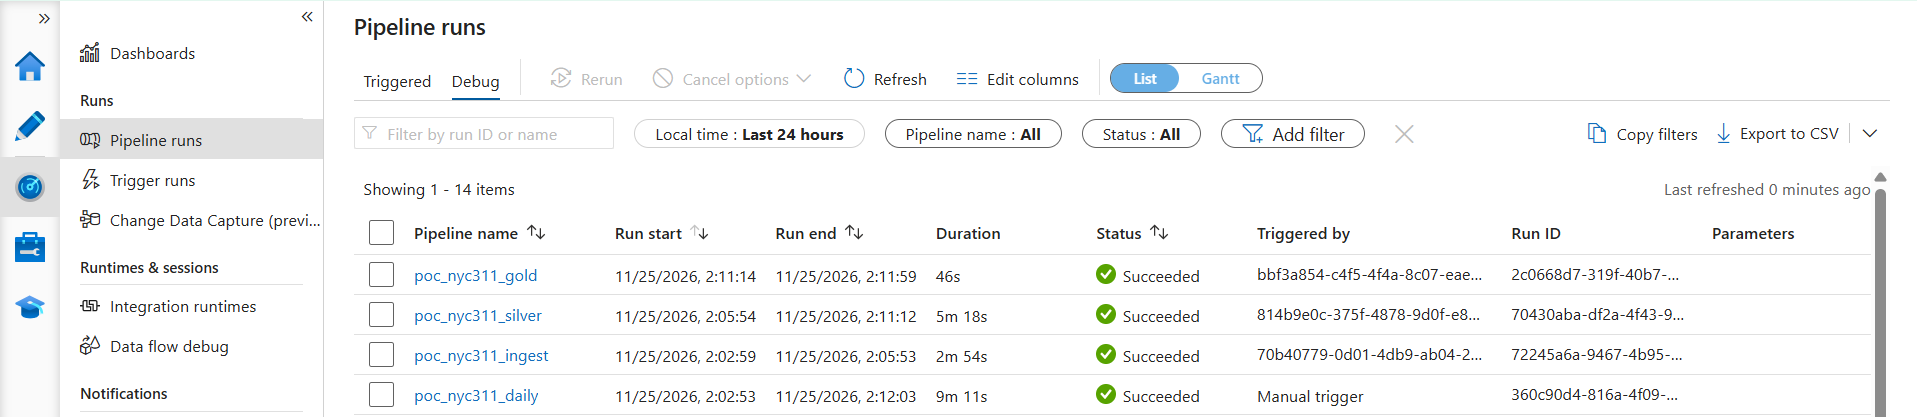 Pipeline runs
Dashboards
Triggered
Debug
Rerun
Cancel options
Refresh
Edit columns
List
Gantt
Runs
Pipeline runs
Filter by run ID or name
Local time : Last 24 hours
Pipeline name : All
Status : All
Add filter
Copy filters
Export to CSV
Trigger runs
Change Data Capture (previ...
Showing 1 - 14 items
Last refreshed 0 minutes ago
Runtimes & sessions
Integration runtimes
Data flow debug
Notifications
Pipeline name Run start Run end Duration Status Triggered by Run ID Parameters
poc_nyc311_gold 11/25/2026, 2:11:14 11/25/2026, 2:11:59 46s Succeeded bbf3a854-c4f5-4f4a-8c07-eae... 2c0668d7-319f-40b7-...
poc_nyc311_silver 11/25/2026, 2:05:54 11/25/2026, 2:11:12 5m 18s Succeeded 814b9e0c-375f-4878-9d0f-e8... 70430aba-df2a-4f43-9...
poc_nyc311_ingest 11/25/2026, 2:02:59 11/25/2026, 2:05:53 2m 54s Succeeded 70b40779-0d01-4db9-ab04-2... 72245a6a-9467-4b95-...
poc_nyc311_daily 11/25/2026, 2:02:53 11/25/2026, 2:12:03 9m 11s Succeeded Manual trigger 360c90d4-816a-4f09-...